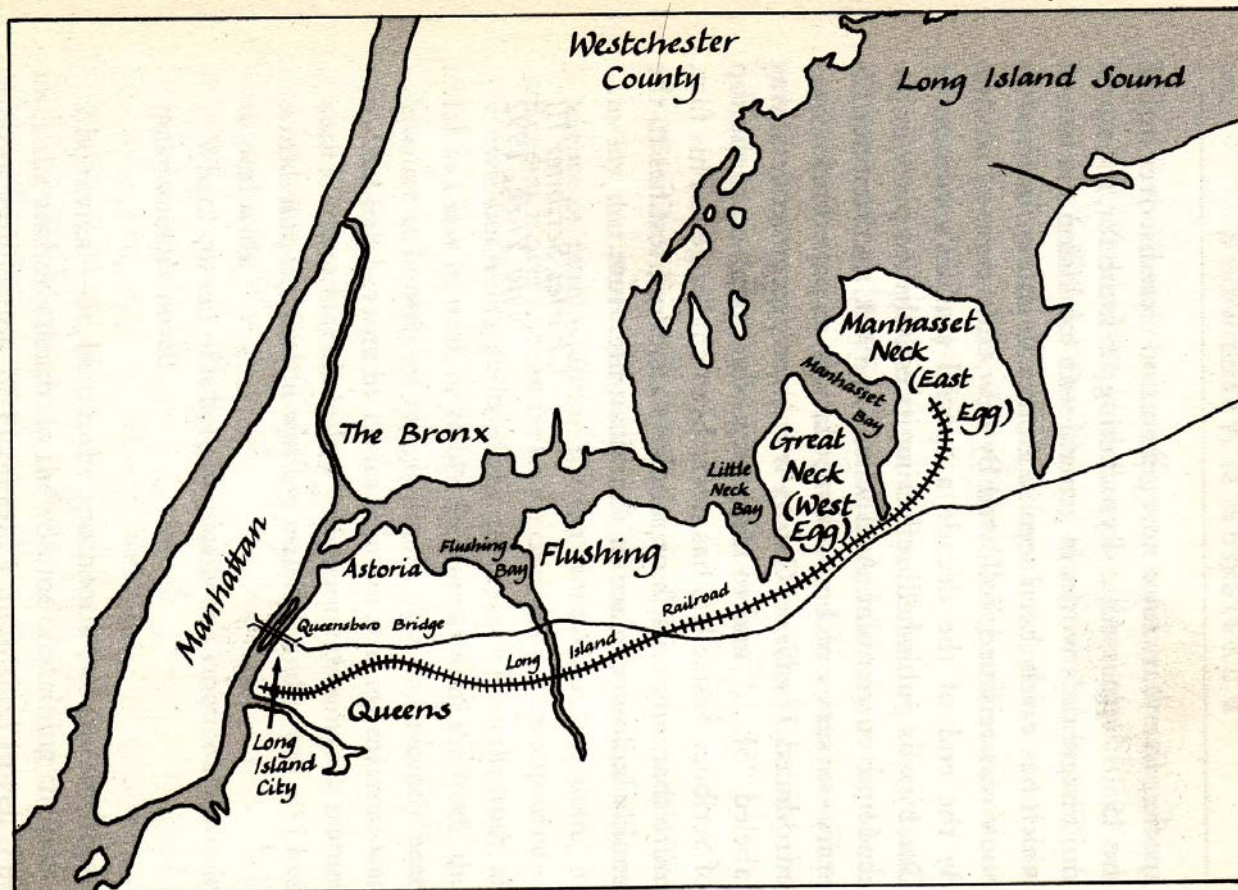 Westchester
County
Long Island Sound
Manhasset
Neck
(East
Egg)
Manhasset
Bay
The Bronx
Great
Neck
(West
Egg)
Little
Neck
Bay
Manhattan
Astoria
Flushing
Bay
Flushing
Queensboro Bridge
Long Island Railroad
Queens
Long
Island
City